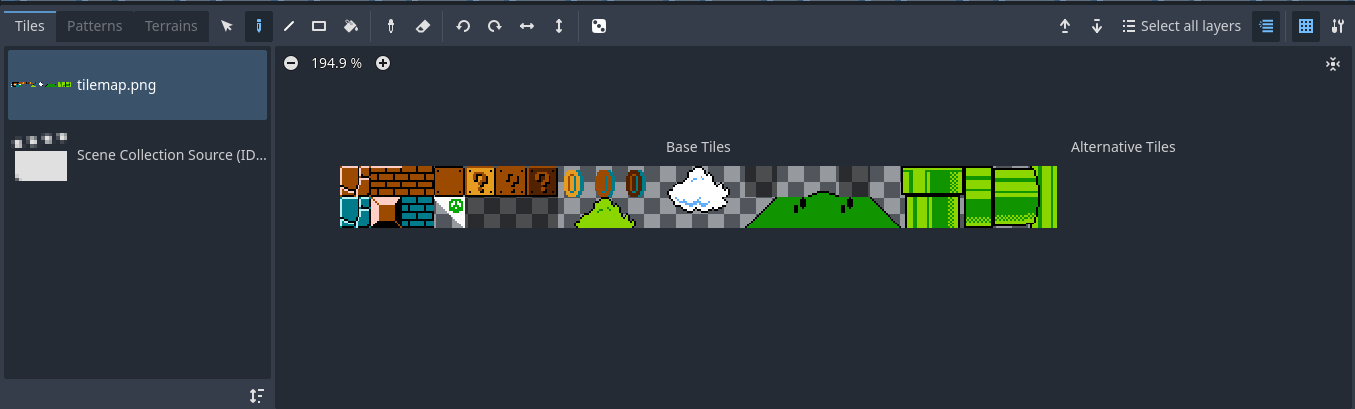 Tiles Patterns Terrains Select all layers
194.9 %
tilemap.png
Base Tiles Alternative Tiles
Scene Collection Source (ID...
? ? ?